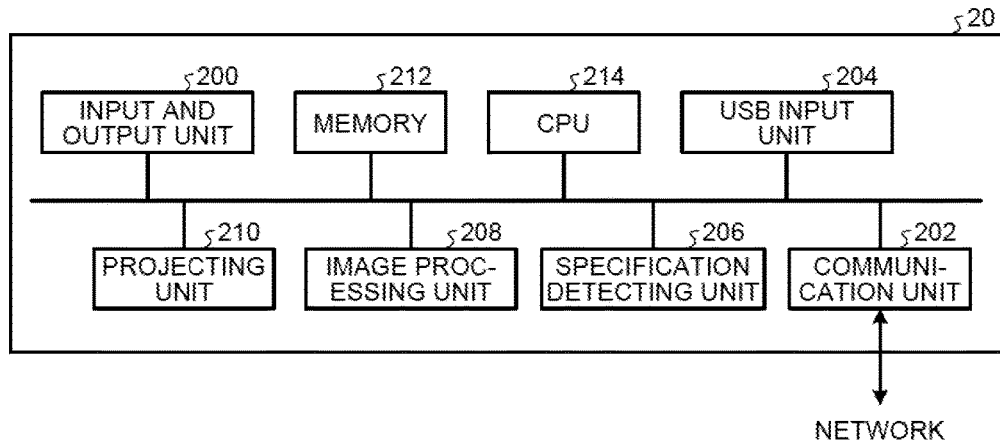 20
200
212
214
204
INPUT AND
OUTPUT UNIT
MEMORY
CPU
USB INPUT
UNIT
210
208
206
202
PROJECTING
UNIT
IMAGE PROC-
ESSING UNIT
SPECIFICATION
DETECTING UNIT
COMMUNI-
CATION UNIT
NETWORK